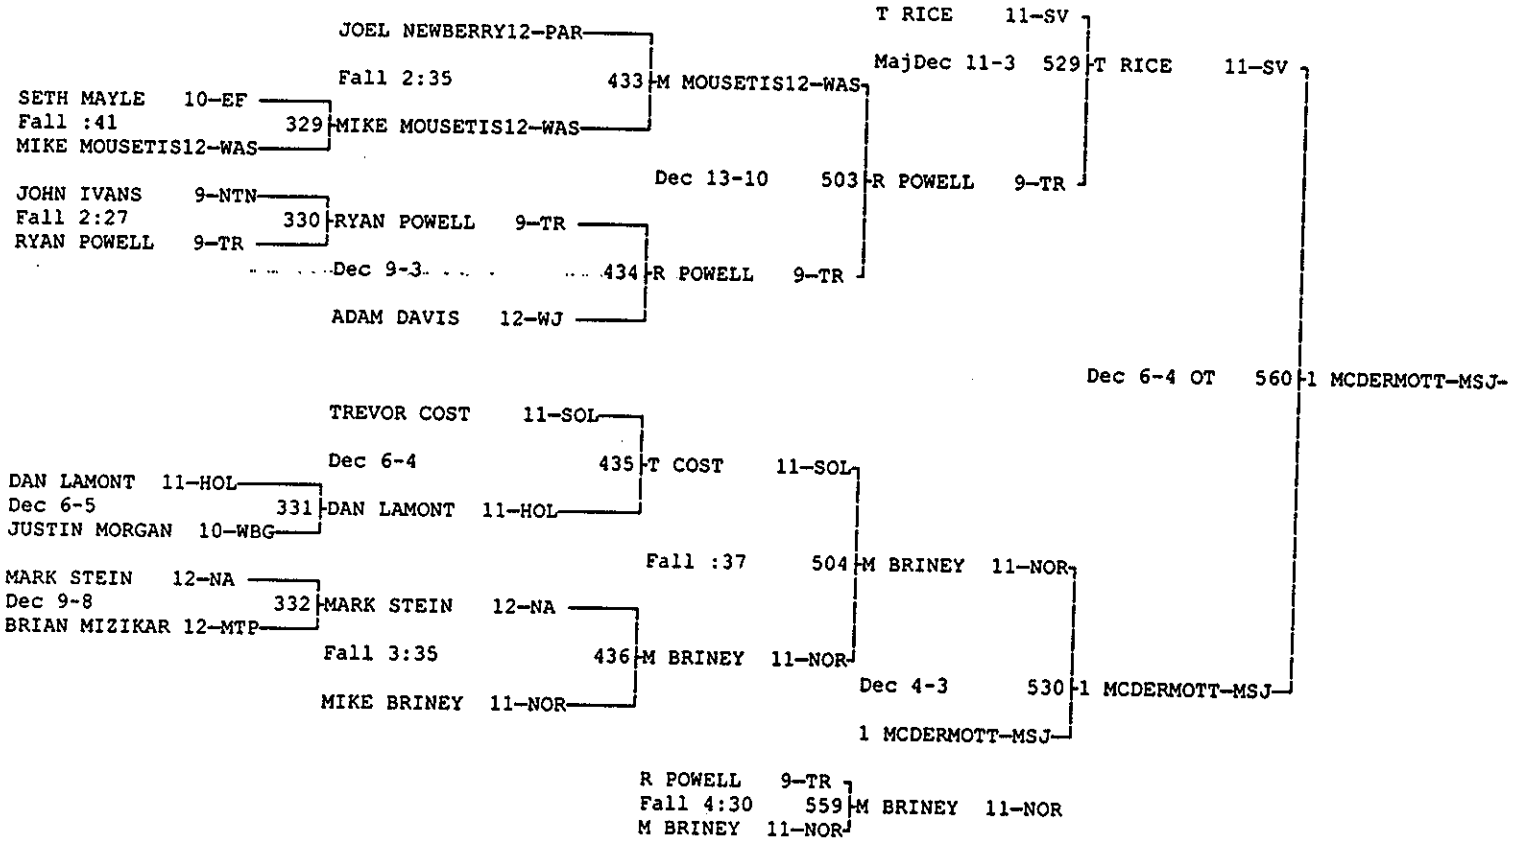 T RICE 11-SV
JOEL NEWBERRY12-PAR
MajDec 11-3 529 T RICE 11-SV
Fall 2:35 433 M MOUSETIS12-WAS
SETH MAYLE 10-EF
Fall :41 329 MIKE MOUSETIS12-WAS
MIKE MOUSETIS12-WAS
Dec 13-10 503 R POWELL 9-TR
JOHN IVANS 9-NTN
Fall 2:27 330 RYAN POWELL 9-TR
RYAN POWELL 9-TR
Dec 9-3 434 R POWELL 9-TR
ADAM DAVIS 12-WJ
Dec 6-4 OT 560 1 MCDERMOTT-MSJ-
TREVOR COST 11-SOL
Dec 6-4 435 T COST 11-SOL
DAN LAMONT 11-HOL
Dec 6-5 331 DAN LAMONT 11-HOL
JUSTIN MORGAN 10-WBG
Fall :37 504 M BRINEY 11-NOR
MARK STEIN 12-NA
Dec 9-8 332 MARK STEIN 12-NA
BRIAN MIZIKAR 12-MTP
Fall 3:35 436 M BRINEY 11-NOR
Dec 4-3 530 1 MCDERMOTT-MSJ
MIKE BRINEY 11-NOR
1 MCDERMOTT-MSJ
R POWELL 9-TR
Fall 4:30 559 M BRINEY 11-NOR
M BRINEY 11-NOR